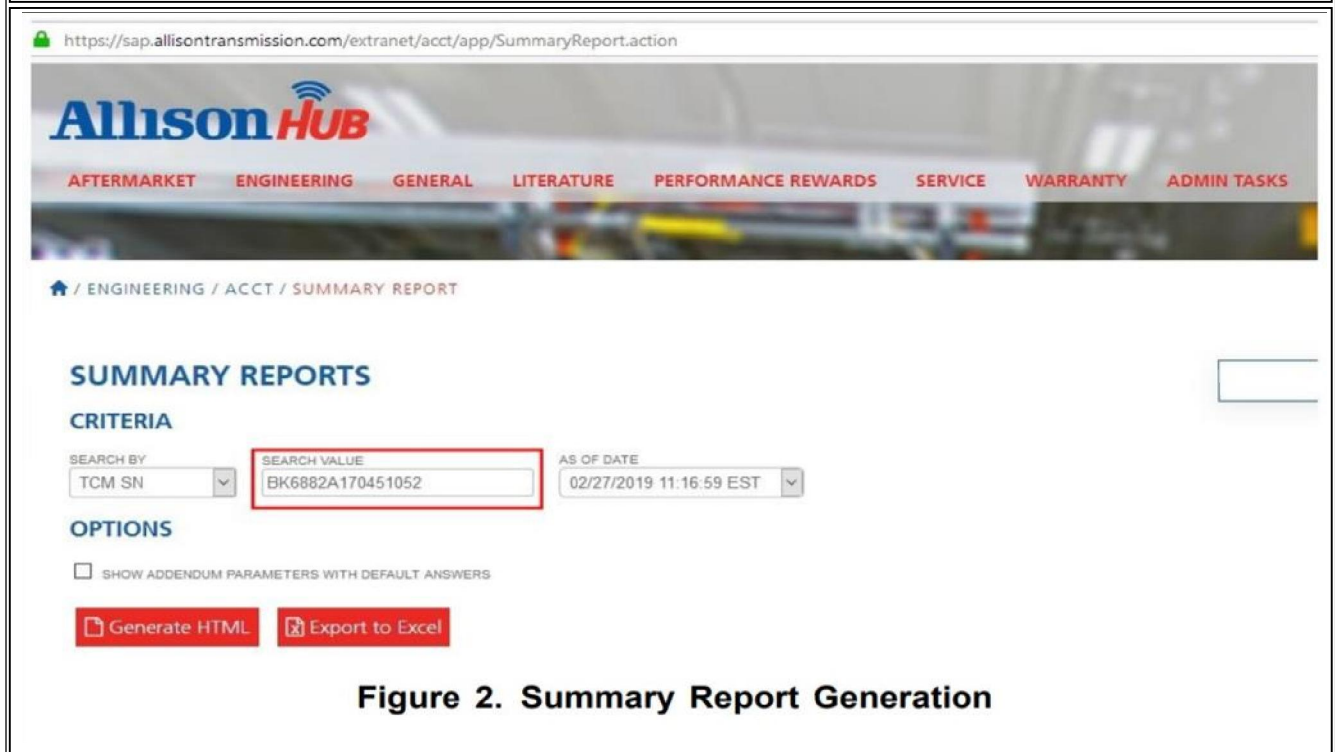 https://sap.allisontransmission.com/extranet/acct/app/SummaryReport.action
Allison HUB
AFTERMARKET ENGINEERING GENERAL LITERATURE PERFORMANCE REWARDS SERVICE WARRANTY ADMIN TASKS
/ ENGINEERING / ACCT / SUMMARY REPORT
SUMMARY REPORTS
CRITERIA
SEARCH BY SEARCH VALUE AS OF DATE
TCM SN BK6882A170451052 02/27/2019 11:16:59 EST
OPTIONS
SHOW ADDENDUM PARAMETERS WITH DEFAULT ANSWERS
Generate HTML Export to Excel
Figure 2. Summary Report Generation